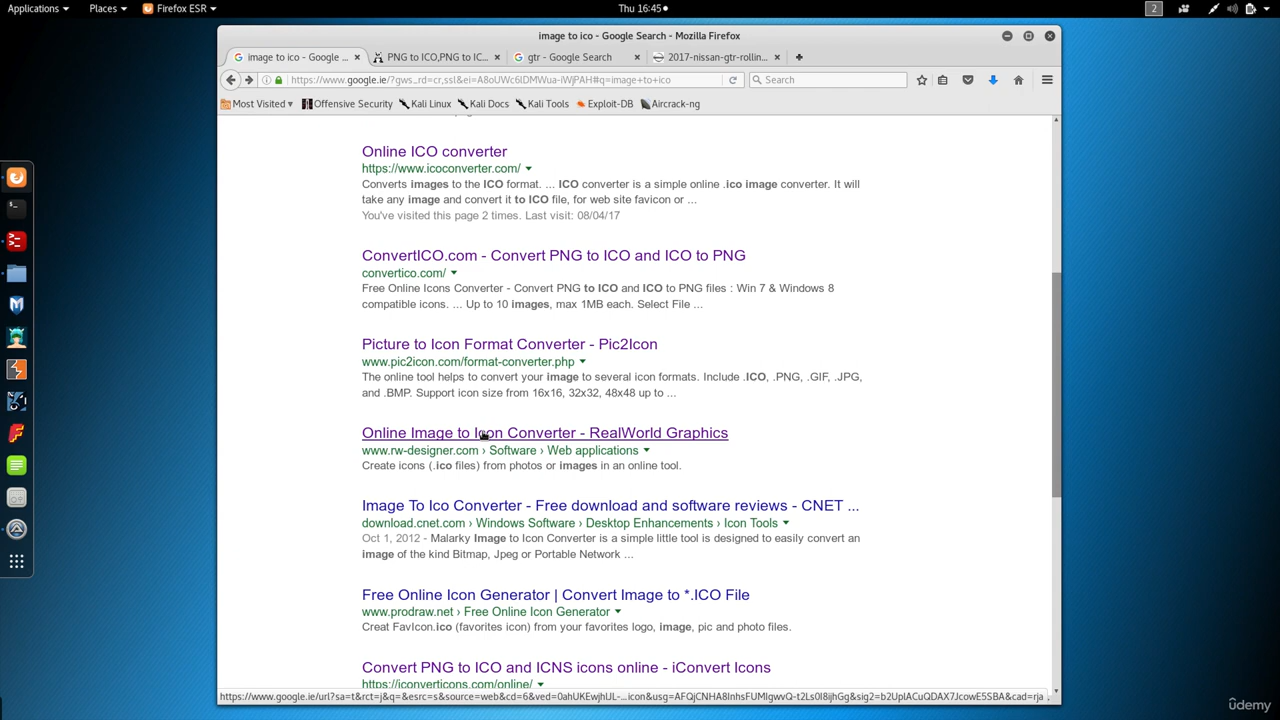 Applications ▾ Places ▾ Firefox ESR ▾ Thu 16:45 2
image to ico - Google Search - Mozilla Firefox
image to ico - Google ... PNG to ICO,PNG to IC... gtr - Google Search 2017-nissan-gtr-rollin...
https://www.google.ie/?gws_rd=cr,ssl&ei=A8oUWc6lDMWua-iWjPAH#q=image+to+ico Search
Most Visited ▾ Offensive Security Kali Linux Kali Docs Kali Tools Exploit-DB Aircrack-ng
Online ICO converter
https://www.icoconverter.com/
Converts images to the ICO format. ... ICO converter is a simple online .ico image converter. It will
take any image and convert it to ICO file, for web site favicon or ...
You've visited this page 2 times. Last visit: 08/04/17
ConvertICO.com - Convert PNG to ICO and ICO to PNG
convertico.com/
Free Online Icons Converter - Convert PNG to ICO and ICO to PNG files : Win 7 & Windows 8
compatible icons. ... Up to 10 images, max 1MB each. Select File ...
Picture to Icon Format Converter - Pic2Icon
www.pic2icon.com/format-converter.php
The online tool helps to convert your image to several icon formats. Include .ICO, .PNG, .GIF, .JPG,
and .BMP. Support icon size from 16x16, 32x32, 48x48 up to ...
Online Image to Icon Converter - RealWorld Graphics
www.rw-designer.com › Software › Web applications
Create icons (.ico files) from photos or images in an online tool.
Image To Ico Converter - Free download and software reviews - CNET ...
download.cnet.com › Windows Software › Desktop Enhancements › Icon Tools
Oct 1, 2012 - Malarky Image to Icon Converter is a simple little tool is designed to easily convert an
image of the kind Bitmap, Jpeg or Portable Network ...
Free Online Icon Generator | Convert Image to *.ICO File
www.prodraw.net › Free Online Icon Generator
Creat FavIcon.ico (favorites icon) from your favorites logo, image, pic and photo files.
Convert PNG to ICO and ICNS icons online - iConvert Icons
https://iconverticons.com/online/
udemy